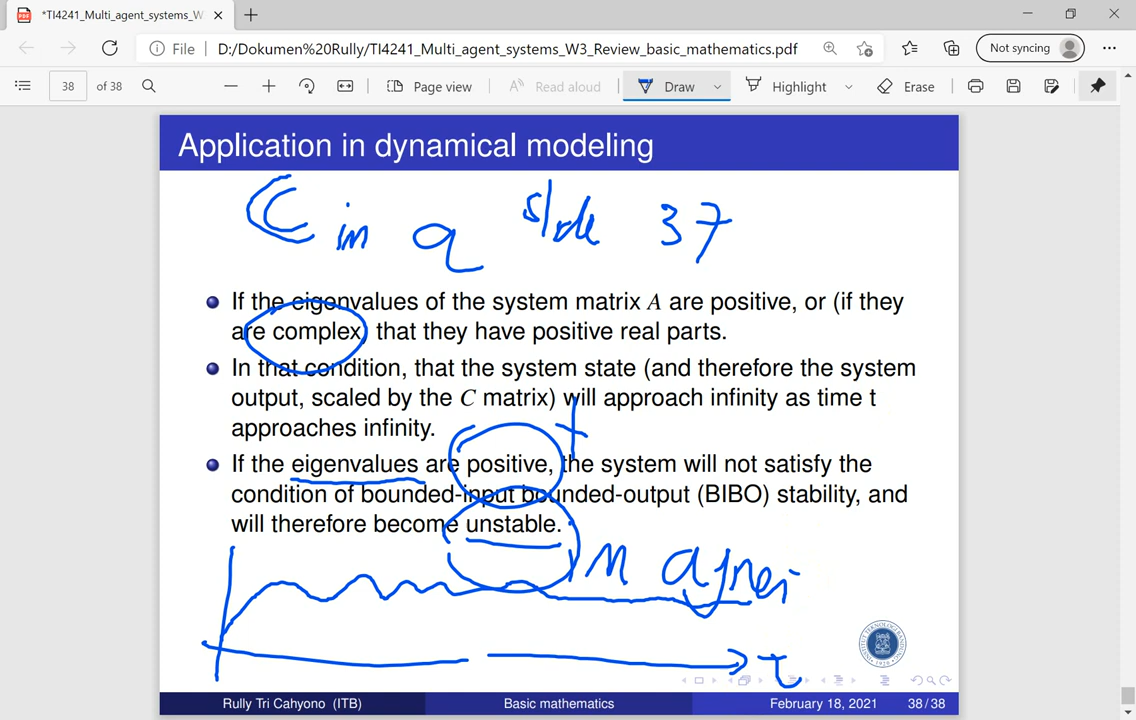 *TI4241_Multi_agent_systems_W
File D:/Dokumen%20Rully/TI4241_Multi_agent_systems_W3_Review_basic_mathematics.pdf Not syncing
38 of 38 Page view Read aloud Draw Highlight Erase
Application in dynamical modeling
C in a slide 37
If the eigenvalues of the system matrix A are positive, or (if they
are complex, that they have positive real parts.
In that condition, that the system state (and therefore the system
output, scaled by the C matrix) will approach infinity as time t
approaches infinity.
If the eigenvalues are positive, the system will not satisfy the
condition of bounded-input bounded-output (BIBO) stability, and
will therefore become unstable.
t
INSTITUT TEKNOLOGI BANDUNG
1920
Rully Tri Cahyono (ITB) Basic mathematics February 18, 2021 38/38